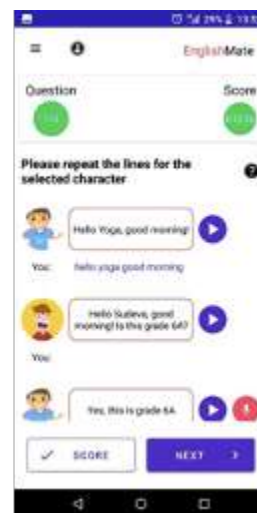 EnglishMate
Question
Score
Please repeat the lines for the
selected character
Hello Yoga, good morning!
You:
hello yoga good morning
Hello Sudeva, good
morning! Is this grade 6A?
You:
Yes, this is grade 6A
SCORE
NEXT